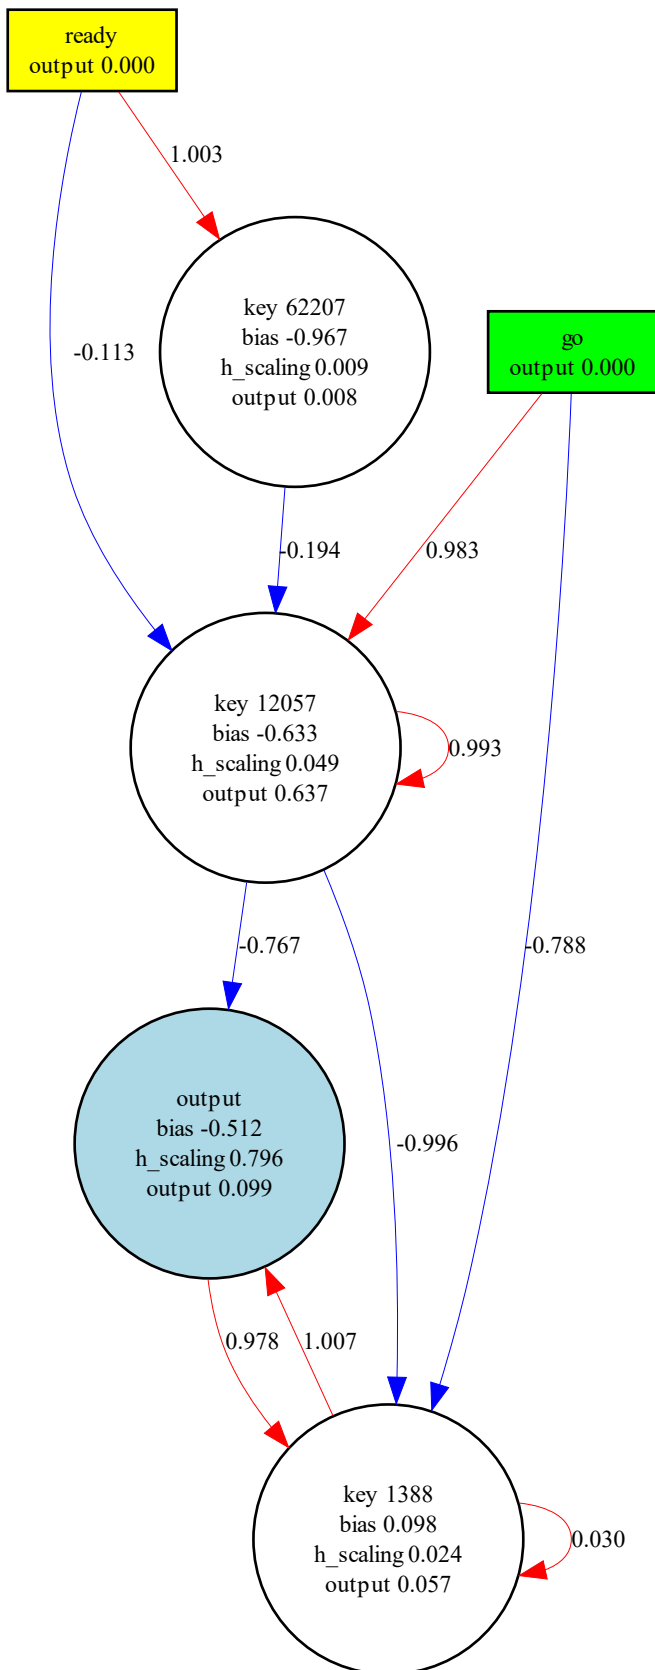 ready
output 0.000
1.003
key 62207
bias -0.967
h_scaling 0.009
output 0.008
go
output 0.000
-0.113
-0.194
0.983
key 12057
bias -0.633
h_scaling 0.049
output 0.637
0.993
-0.767
-0.788
output
bias -0.512
h_scaling 0.796
output 0.099
-0.996
0.978
1.007
key 1388
bias 0.098
h_scaling 0.024
output 0.057
0.030